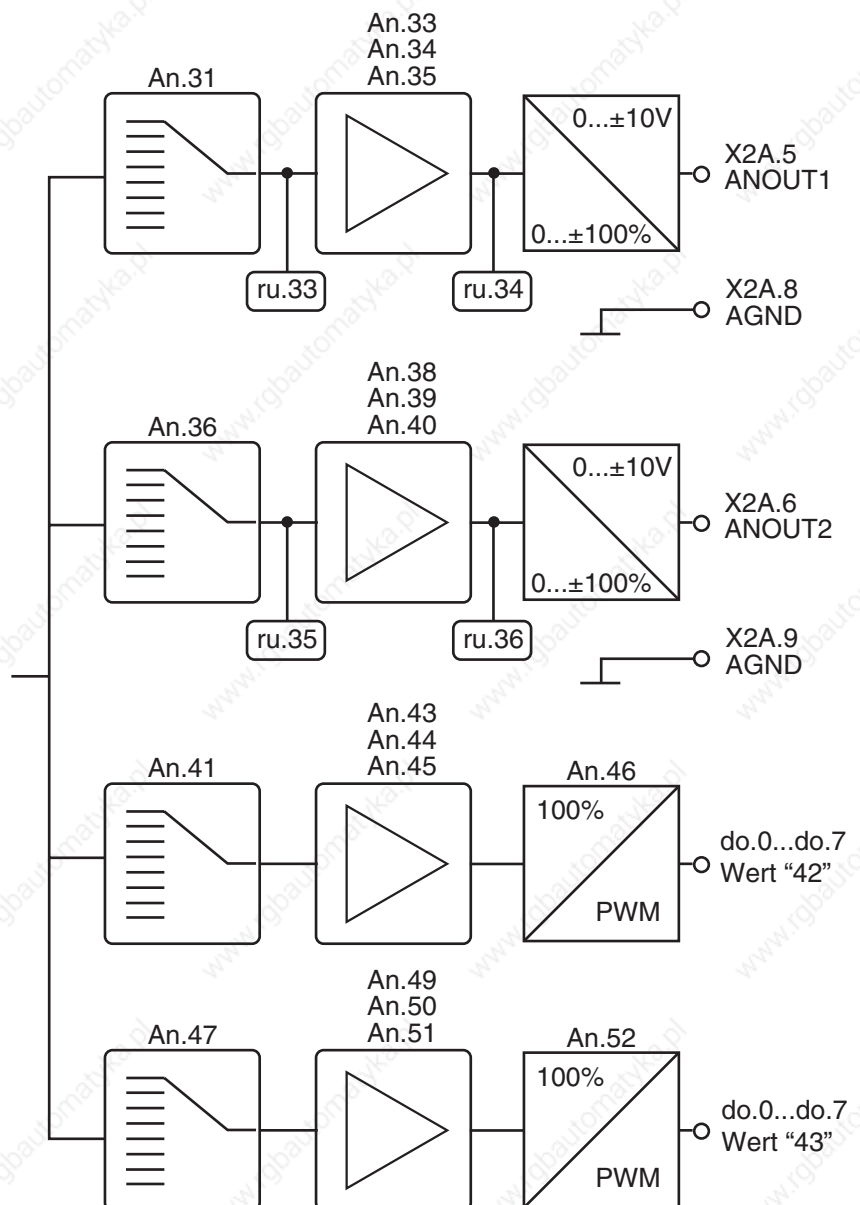 An.33
An.34
An.31
An.35
0...±10V
X2A.5
ANOUT1
0...±100%
ru.33
ru.34
X2A.8
AGND
An.38
An.39
An.36
An.40
0...±10V
X2A.6
ANOUT2
0...±100%
ru.35
ru.36
X2A.9
AGND
An.43
An.44
An.41
An.45
An.46
100%
do.0...do.7
Wert “42”
PWM
An.49
An.50
An.47
An.51
An.52
100%
do.0...do.7
Wert “43”
PWM
www.rgbautomatyka.pl